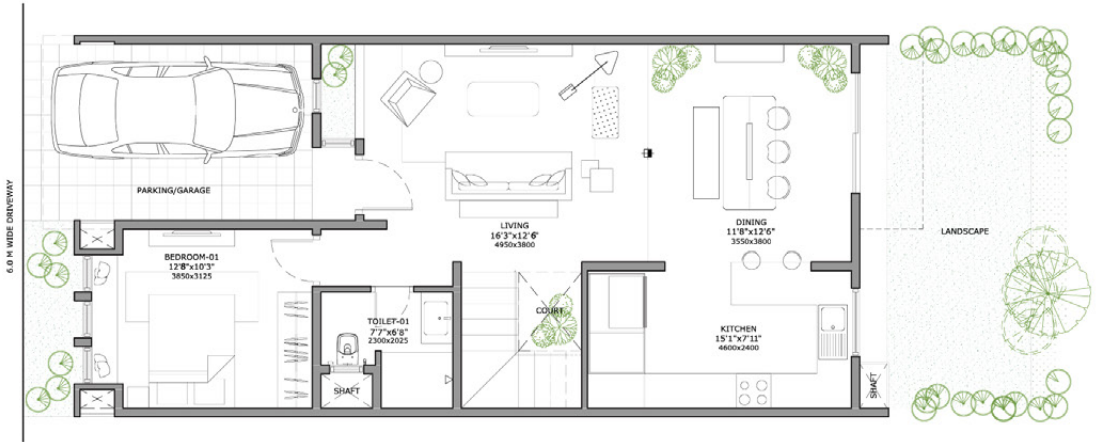 6.0 M WIDE DRIVEWAY
PARKING/GARAGE
LIVING
16'3"x12'6"
4950x3800
DINING
11'8"x12'6"
3550x3800
LANDSCAPE
BEDROOM-01
12'8"x10'3"
3850x3125
TOILET-01
7'7"x6'8"
2300x2025
SHAFT
COURT
KITCHEN
15'1"x7'11"
4600x2400
SHAFT